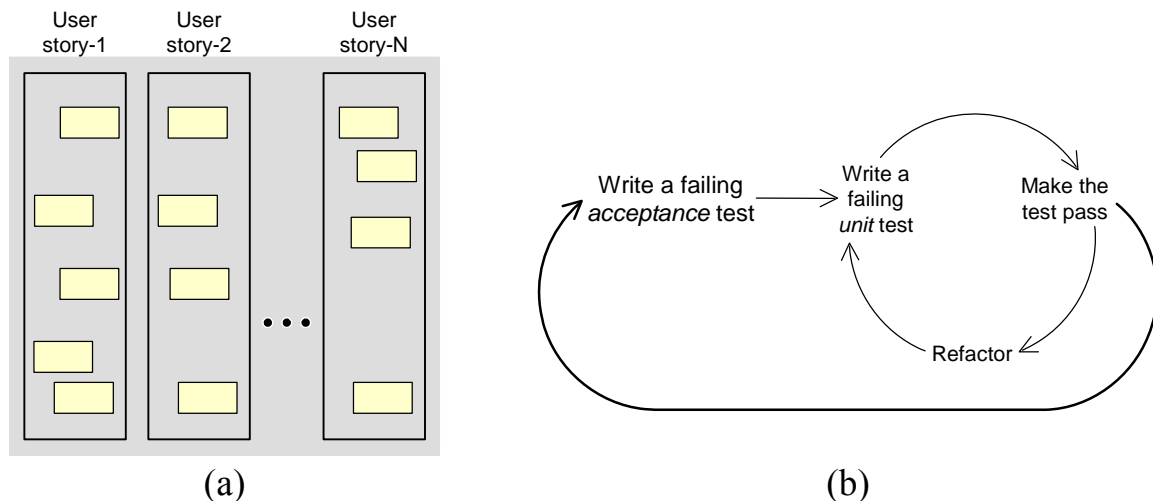 User
story-1
User
story-2
User
story-N
Write a failing
acceptance test
Write a
failing
unit test
Make the
test pass
Refactor
(a)
(b)